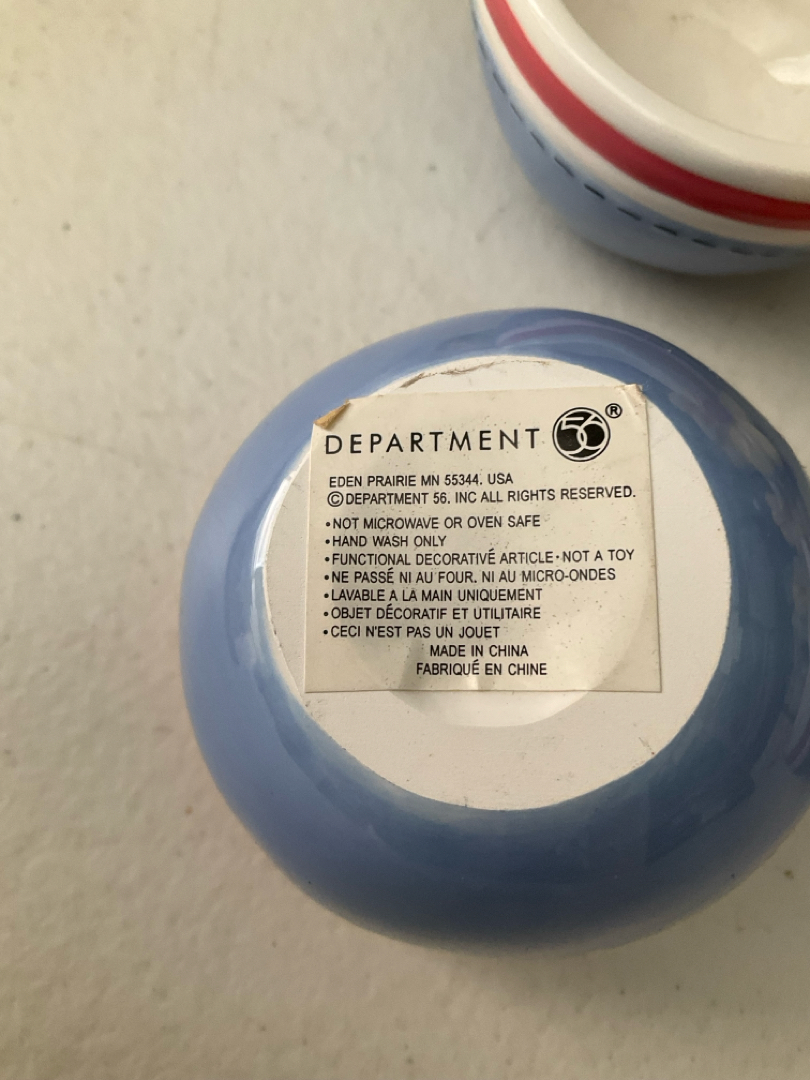 DEPARTMENT 56®
EDEN PRAIRIE MN 55344. USA
©DEPARTMENT 56, INC ALL RIGHTS RESERVED.
•NOT MICROWAVE OR OVEN SAFE
•HAND WASH ONLY
•FUNCTIONAL DECORATIVÉ ARTICLE•NOT A TOY
•NE PASSÉ NI AU FOUR, NI AU MICRO-ONDES
•LAVABLE A LA MAIN UNIQUEMENT
•OBJET DÉCORATIF ET UTILITAIRE
•CECI N'EST PAS UN JOUET
MADE IN CHINA
FABRIQUÉ EN CHINE